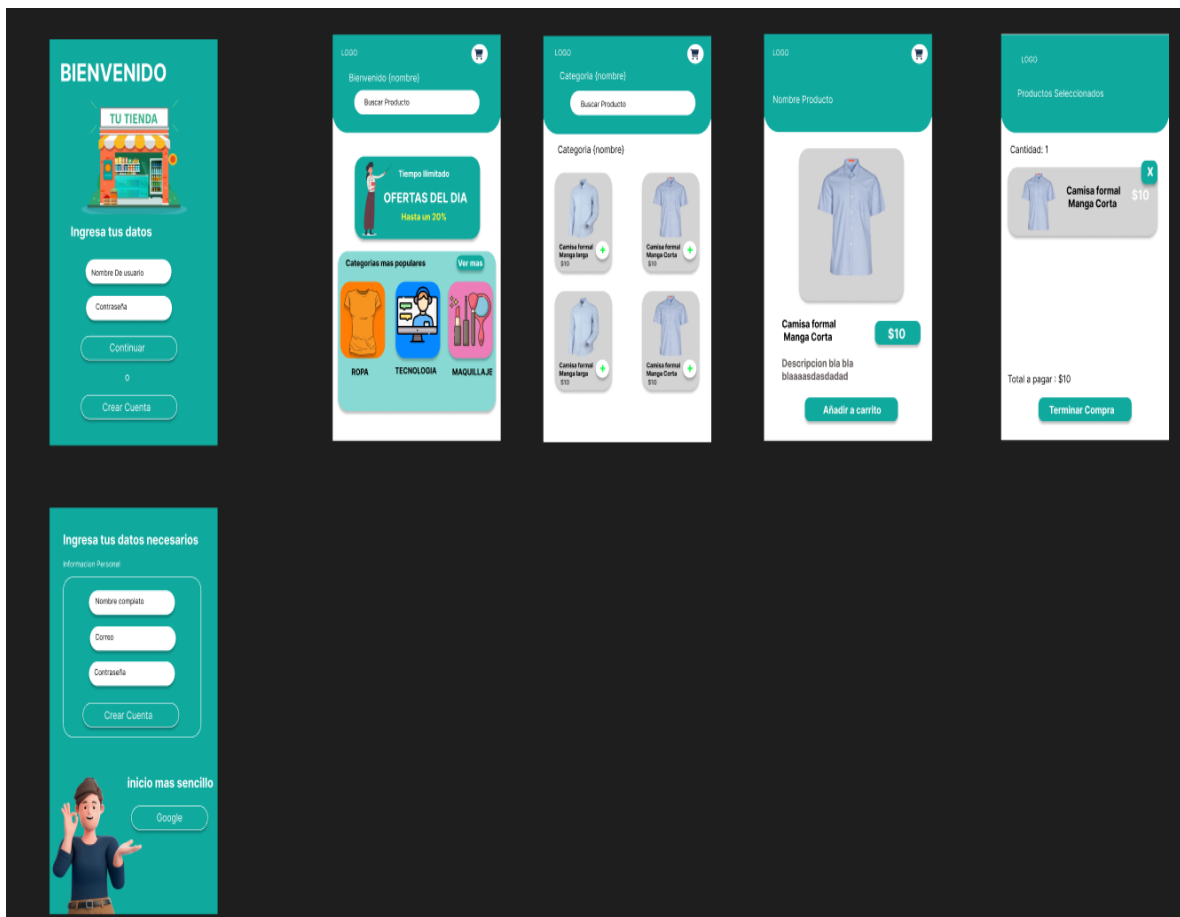 BIENVENIDO
TU TIENDA
Ingresa tus datos
Nombre De usuario
Contraseña
Continuar
o
Crear Cuenta
LOGO
Bienvenido {nombre}
Buscar Producto
Tiempo Ilimitado
OFERTAS DEL DIA
Hasta un 20%
Categorias mas populares
Ver mas
ROPA
TECNOLOGIA
MAQUILLAJE
LOGO
Categoria {nombre}
Buscar Producto
Categoria {nombre}
Camisa formal
Manga larga
$10
+
Camisa formal
Manga Corta
$10
+
Camisa formal
Manga larga
$10
+
Camisa formal
Manga Corta
$10
+
LOGO
Nombre Producto
Camisa formal
Manga Corta
$10
Descripcion bla bla
blaaaasdasdadad
Añadir a carrito
LOGO
Productos Seleccionados
Cantidad: 1
X
Camisa formal
Manga Corta
$10
Total a pagar : $10
Terminar Compra
Ingresa tus datos necesarios
Informacion Personal
Nombre completo
Correo
Contraseña
Crear Cuenta
inicio mas sencillo
Google